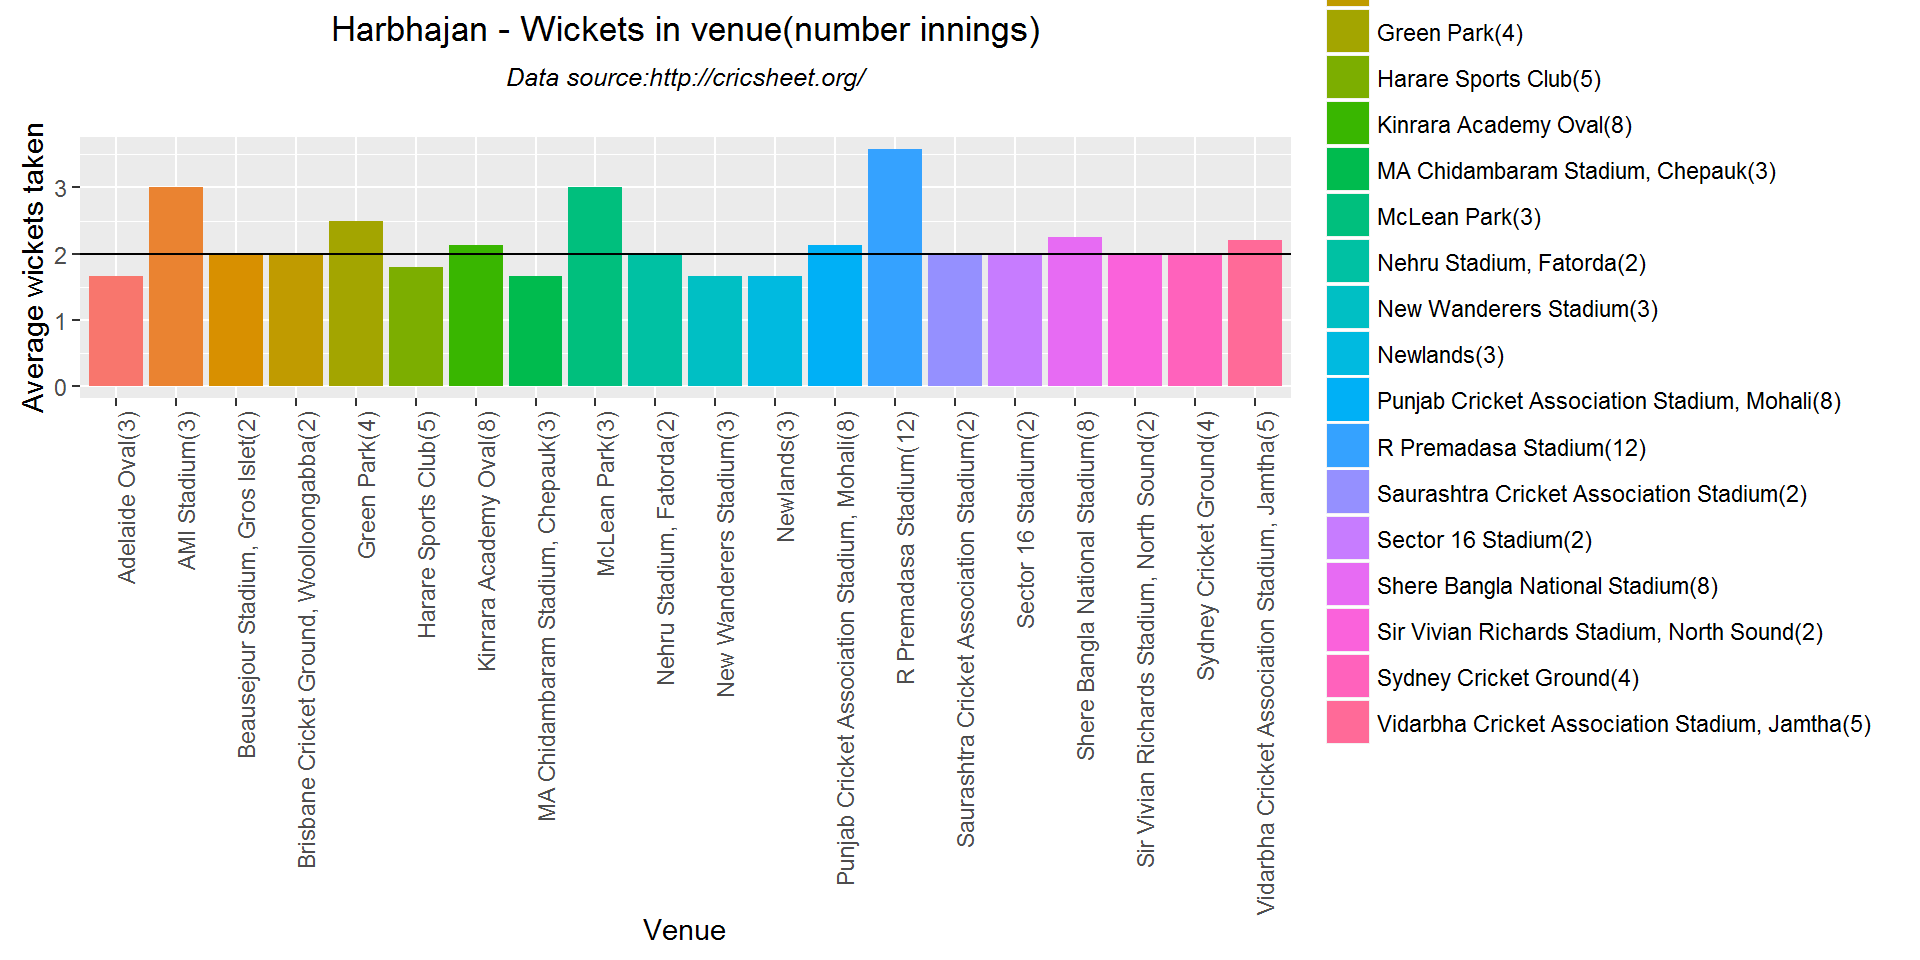 Harbhajan - Wickets in venue(number innings)
Data source:http://cricsheet.org/
Average wickets taken
3
2
1
0
Adelaide Oval(3)
AMI Stadium(3)
Beausejour Stadium, Gros Islet(2)
Brisbane Cricket Ground, Woolloongabba(2)
Green Park(4)
Harare Sports Club(5)
Kinrara Academy Oval(8)
MA Chidambaram Stadium, Chepauk(3)
McLean Park(3)
Nehru Stadium, Fatorda(2)
New Wanderers Stadium(3)
Newlands(3)
Punjab Cricket Association Stadium, Mohali(8)
R Premadasa Stadium(12)
Saurashtra Cricket Association Stadium(2)
Sector 16 Stadium(2)
Shere Bangla National Stadium(8)
Sir Vivian Richards Stadium, North Sound(2)
Sydney Cricket Ground(4)
Vidarbha Cricket Association Stadium, Jamtha(5)
Venue
Green Park(4)
Harare Sports Club(5)
Kinrara Academy Oval(8)
MA Chidambaram Stadium, Chepauk(3)
McLean Park(3)
Nehru Stadium, Fatorda(2)
New Wanderers Stadium(3)
Newlands(3)
Punjab Cricket Association Stadium, Mohali(8)
R Premadasa Stadium(12)
Saurashtra Cricket Association Stadium(2)
Sector 16 Stadium(2)
Shere Bangla National Stadium(8)
Sir Vivian Richards Stadium, North Sound(2)
Sydney Cricket Ground(4)
Vidarbha Cricket Association Stadium, Jamtha(5)